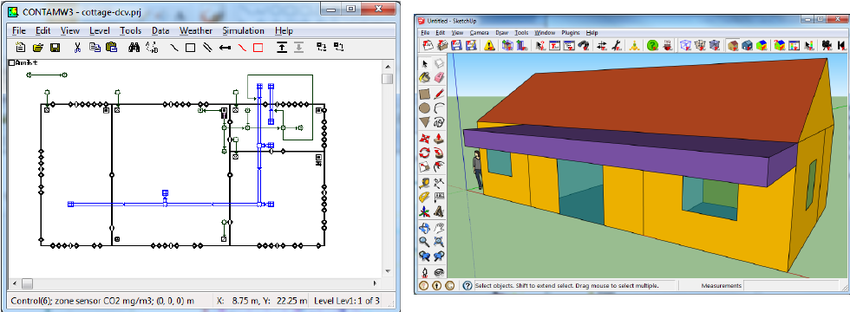 CONTAMW3 - cottage-dcv.prj
File Edit View Level Tools Data Weather Simulation Help
Ambt
Control(6); zone sensor CO2 mg/m3; (0, 0, 0) m X: 8.75 m, Y: 22.25 m Level Lev1: 1 of 3
Untitled - SketchUp
File Edit View Camera Draw Tools Window Plugins Help
Select objects. Shift to extend select. Drag mouse to select multiple. Measurements